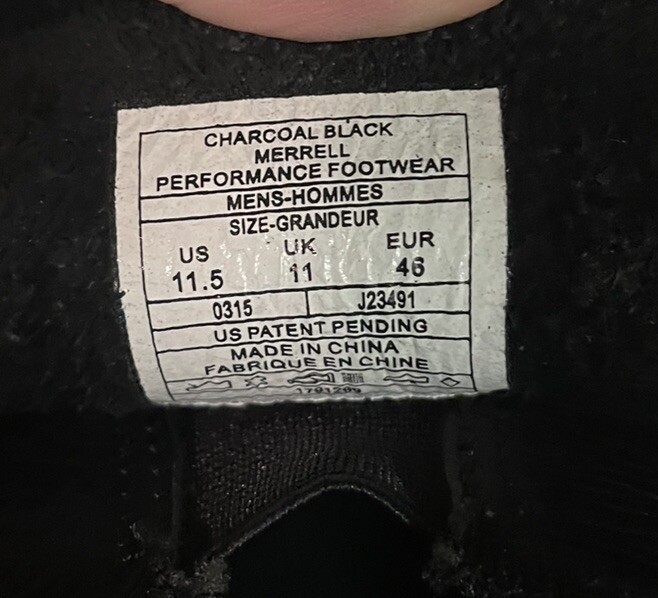 CHARCOAL BLACK
MERRELL
PERFORMANCE FOOTWEAR
MENS-HOMMES
SIZE-GRANDEUR
US UK EUR
11.5 11 46
0315 J23491
US PATENT PENDING
MADE IN CHINA
FABRIQUE EN CHINE